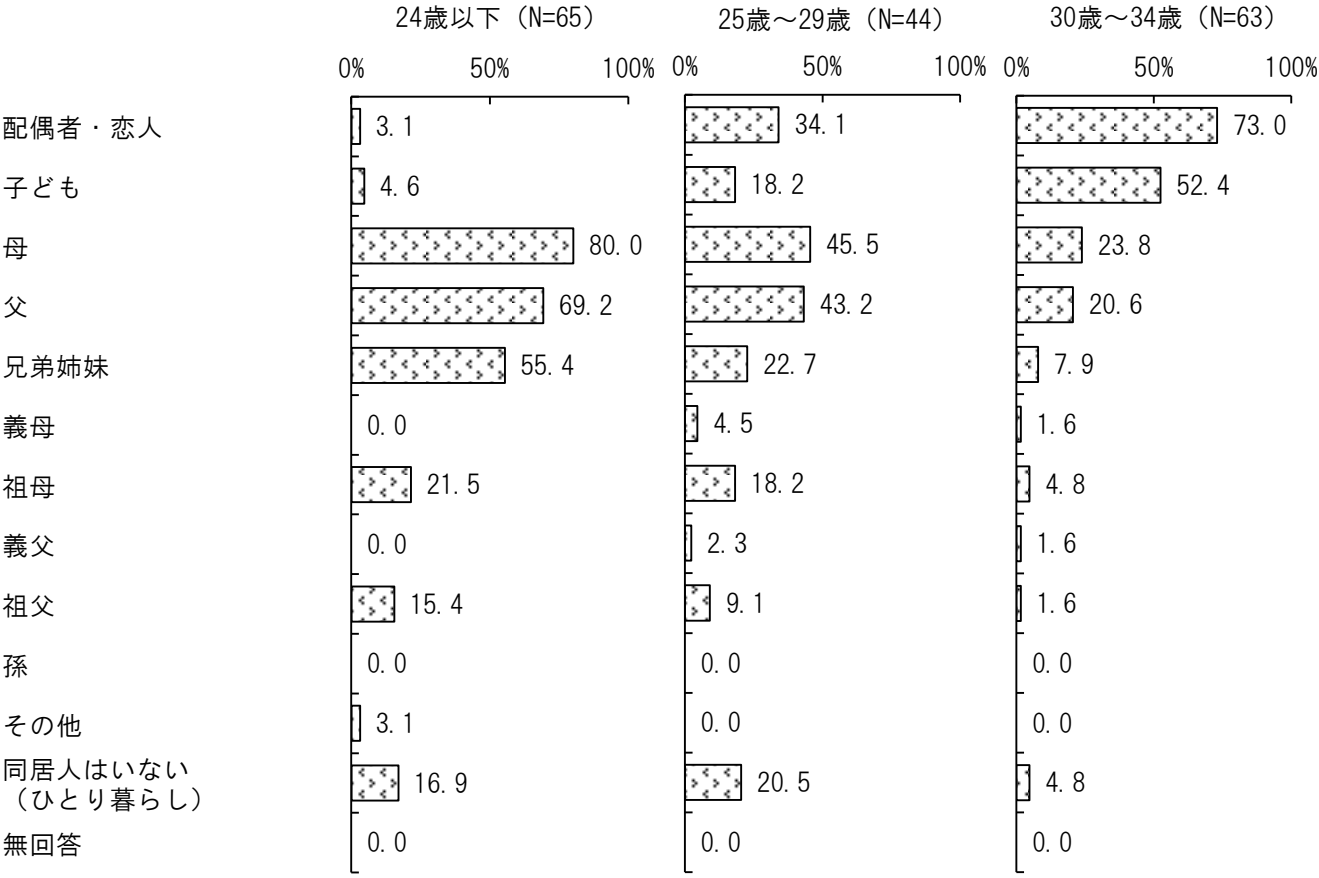 24歳以下（N=65）
25歳～29歳（N=44）
30歳～34歳（N=63）
0% 50% 100% 0% 50% 100% 0% 50% 100%
配偶者・恋人 3.1 34.1 73.0
子ども 4.6 18.2 52.4
母 80.0 45.5 23.8
父 69.2 43.2 20.6
兄弟姉妹 55.4 22.7 7.9
義母 0.0 4.5 1.6
祖母 21.5 18.2 4.8
義父 0.0 2.3 1.6
祖父 15.4 9.1 1.6
孫 0.0 0.0 0.0
その他 3.1 0.0 0.0
同居人はいない
（ひとり暮らし） 16.9 20.5 4.8
無回答 0.0 0.0 0.0